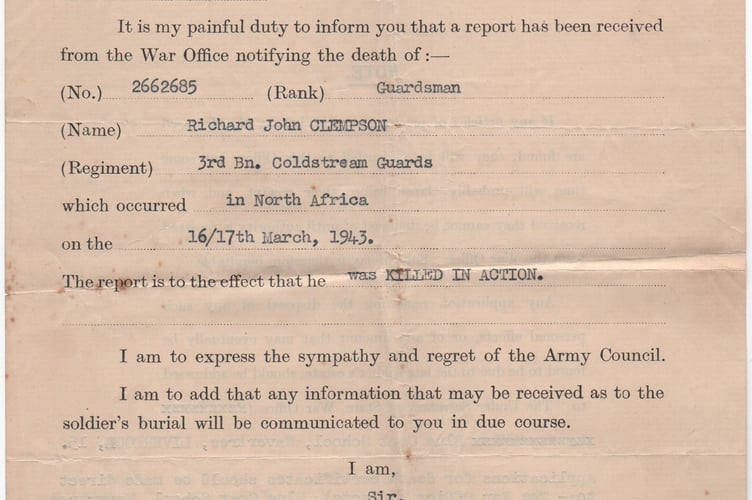 It is my painful duty to inform you that a report has been received
from the War Office notifying the death of :—
(No.) 2662685 (Rank) Guardsman
(Name) Richard John CLEMPSON
(Regiment) 3rd Bn. Coldstream Guards
which occurred in North Africa
on the 16/17th March, 1943.
The report is to the effect that he was KILLED IN ACTION.
I am to express the sympathy and regret of the Army Council.
I am to add that any information that may be received as to the
soldier's burial will be communicated to you in due course.
I am,
Sir,